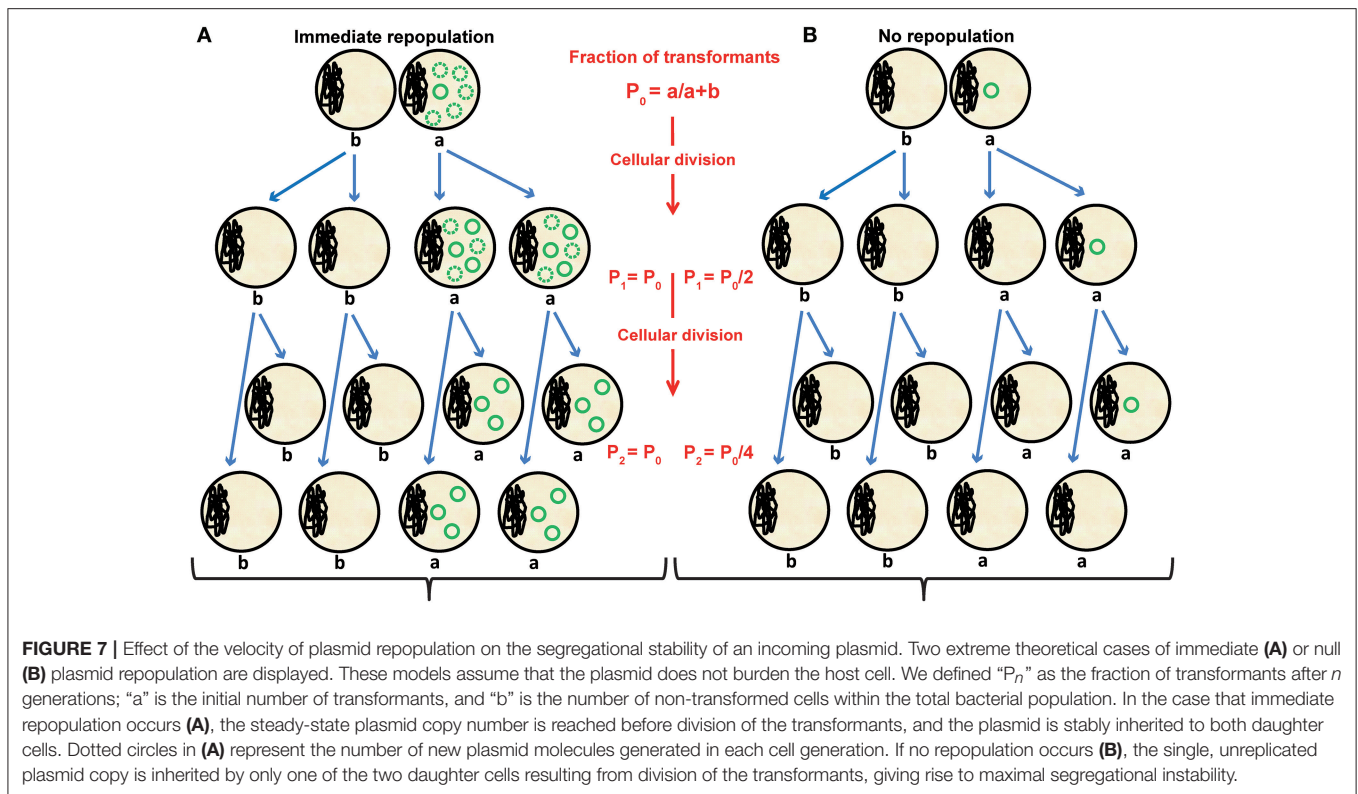 A
Immediate repopulation
b
a
Fraction of transformants
P0 = a/a+b
Cellular division
B
No repopulation
b
a
b
b
a
a
P1 = P0
P1 = P0/2
Cellular division
b
b
a
a
b
b
a
a
P2 = P0
P2 = P0/4
b
b
a
a
b
b
a
a
b
b
a
a
FIGURE 7 | Effect of the velocity of plasmid repopulation on the segregational stability of an incoming plasmid. Two extreme theoretical cases of immediate (A) or null
(B) plasmid repopulation are displayed. These models assume that the plasmid does not burden the host cell. We defined “Pn” as the fraction of transformants after n
generations; “a” is the initial number of transformants, and “b” is the number of non-transformed cells within the total bacterial population. In the case that immediate
repopulation occurs (A), the steady-state plasmid copy number is reached before division of the transformants, and the plasmid is stably inherited to both daughter
cells. Dotted circles in (A) represent the number of new plasmid molecules generated in each cell generation. If no repopulation occurs (B), the single, unreplicated
plasmid copy is inherited by only one of the two daughter cells resulting from division of the transformants, giving rise to maximal segregational instability.